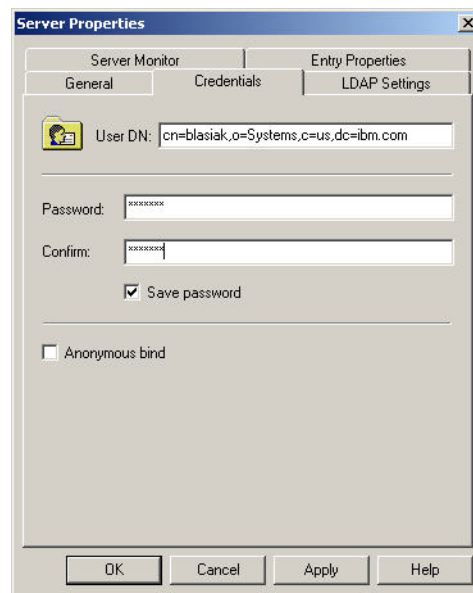 Server Properties
Server Monitor Entry Properties
General Credentials LDAP Settings
User DN: cn=blasiak,o=Systems,c=us,dc=ibm.com
Password: *******
Confirm: *******
Save password
Anonymous bind
OK Cancel Apply Help